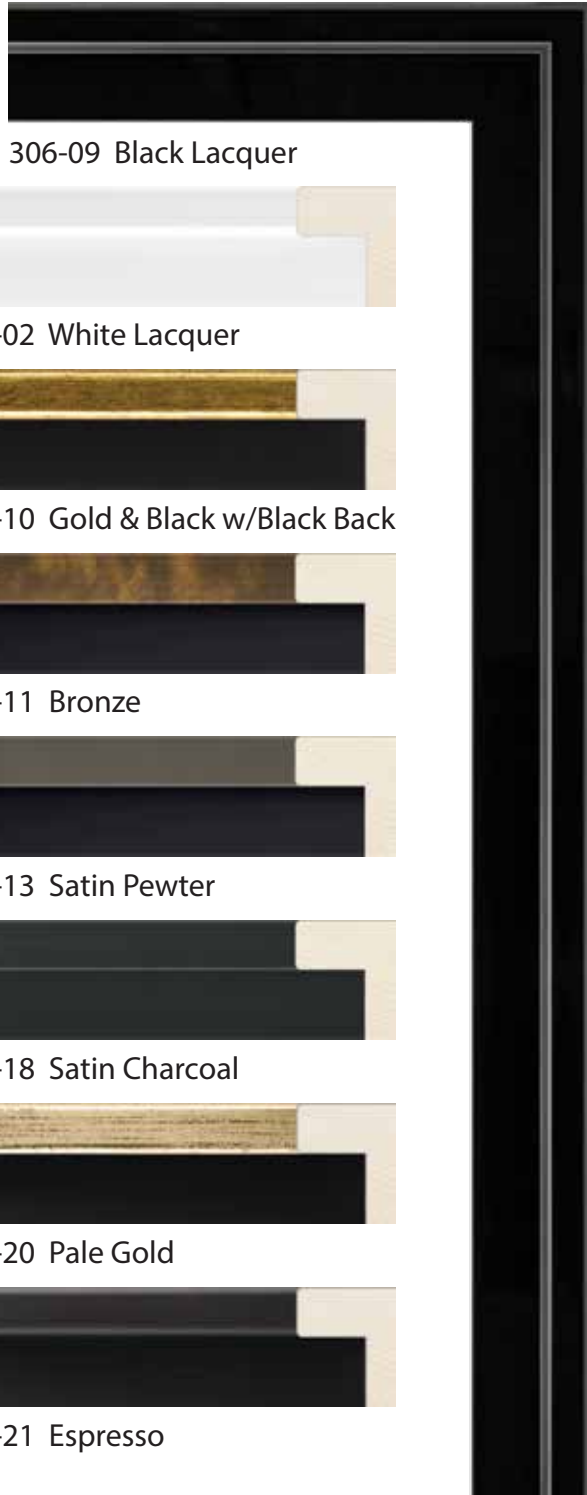 306-09 Black Lacquer
-02 White Lacquer
-10 Gold & Black w/Black Back
-11 Bronze
-13 Satin Pewter
-18 Satin Charcoal
-20 Pale Gold
-21 Espresso